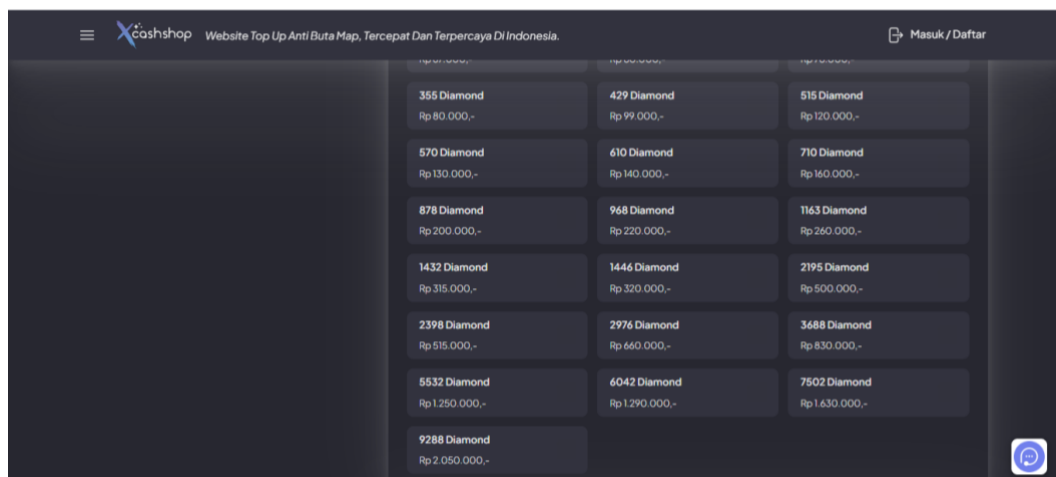 Xcashshop Website Top Up Anti Buta Map, Tercepat Dan Terpercaya Di Indonesia. Masuk / Daftar
355 Diamond 429 Diamond 515 Diamond
Rp 80.000,- Rp 99.000,- Rp 120.000,-
570 Diamond 610 Diamond 710 Diamond
Rp 130.000,- Rp 140.000,- Rp 160.000,-
878 Diamond 968 Diamond 1163 Diamond
Rp 200.000,- Rp 220.000,- Rp 260.000,-
1432 Diamond 1446 Diamond 2195 Diamond
Rp 315.000,- Rp 320.000,- Rp 500.000,-
2398 Diamond 2976 Diamond 3688 Diamond
Rp 515.000,- Rp 660.000,- Rp 830.000,-
5532 Diamond 6042 Diamond 7502 Diamond
Rp 1.250.000,- Rp 1.290.000,- Rp 1.630.000,-
9288 Diamond
Rp 2.050.000,-